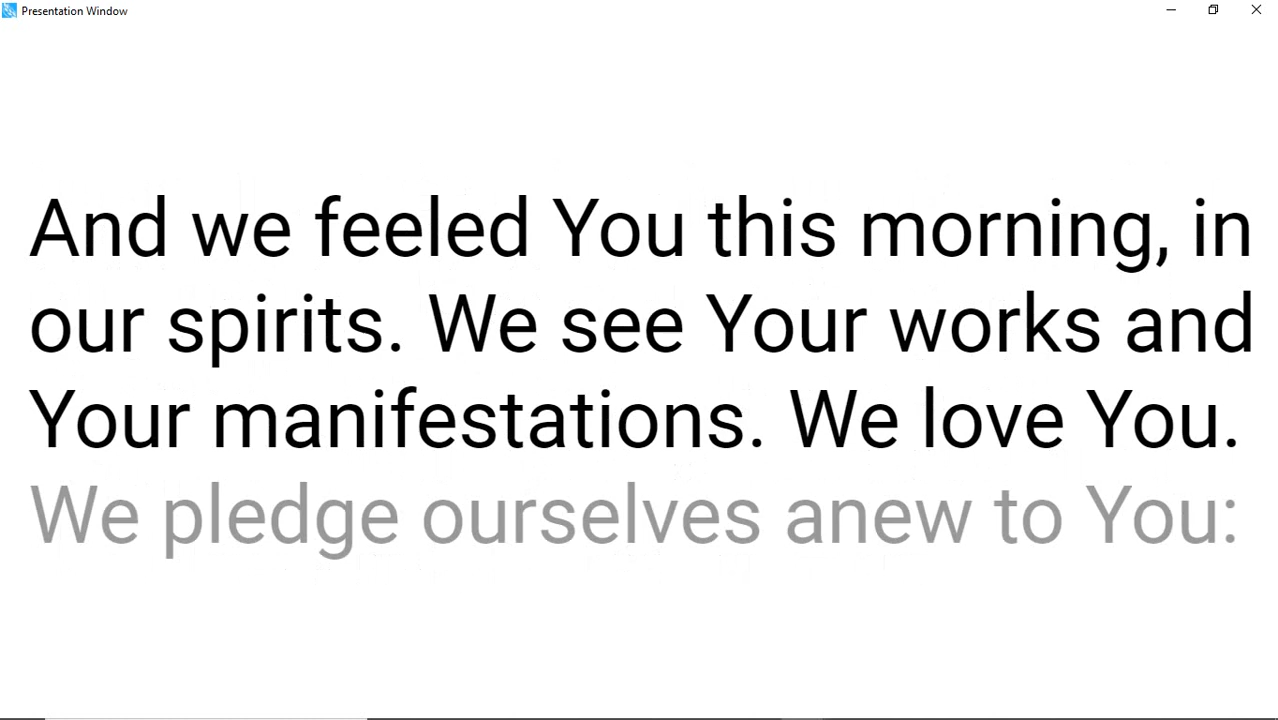 Presentation Window
And we feeled You this morning, in
our spirits. We see Your works and
Your manifestations. We love You.
We pledge ourselves anew to You: